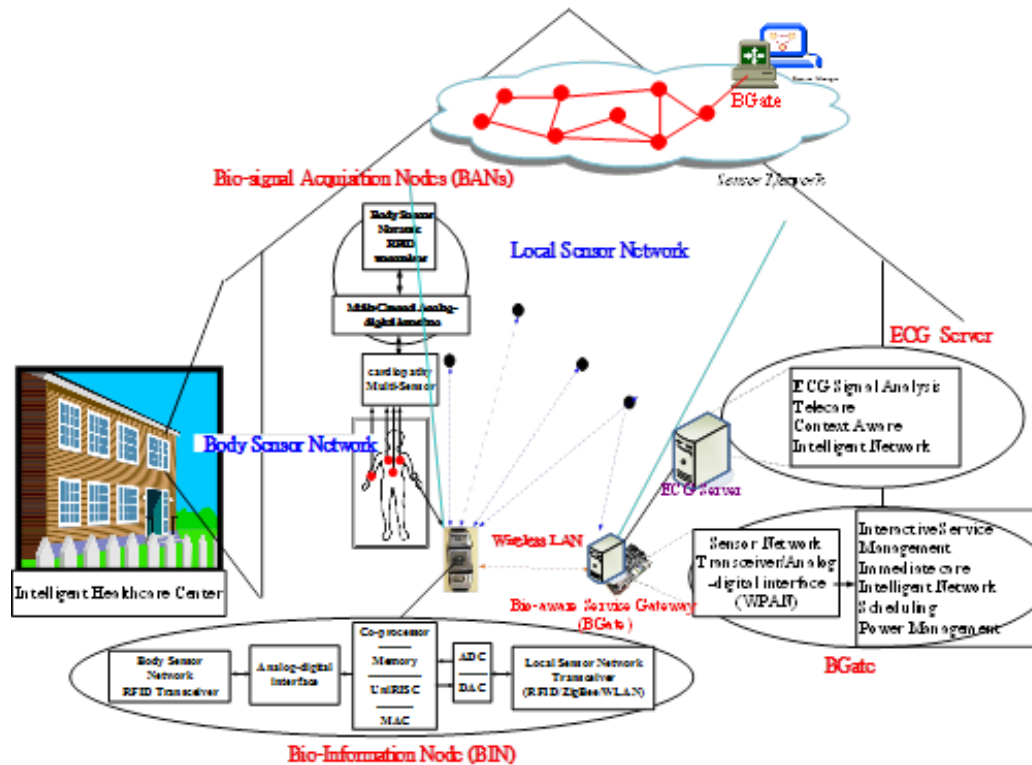 BGate
Sensor Network
Bio-signal Acquisition Nodes (BANs)
Body Sensor
Network
RFID
Local Sensor Network
digital interface
cardiopathy
Multi-Sensor
Body Sensor Network
ECG Server
ECG Signal Analysis
Telecare
Context Aware
Intelligent Network
ECG Server
Wireless LAN
Intelligent Healthcare Center
Bio-aware Service Gateway
(BGate)
Sensor Network
Transceiver/Analog
-digital interface
(WPAN)
Interactive Service
Management
Immediate care
Intelligent Network
Scheduling
Power Management
BGate
Body Sensor
Network
RFID Transceiver
Analog-digital
interface
Co-processor
Memory
UniRISC
MAC
ADC
DAC
Local Sensor Network
Transceiver
(RFID/ZigBee/WLAN)
Bio-Information Node (BIN)